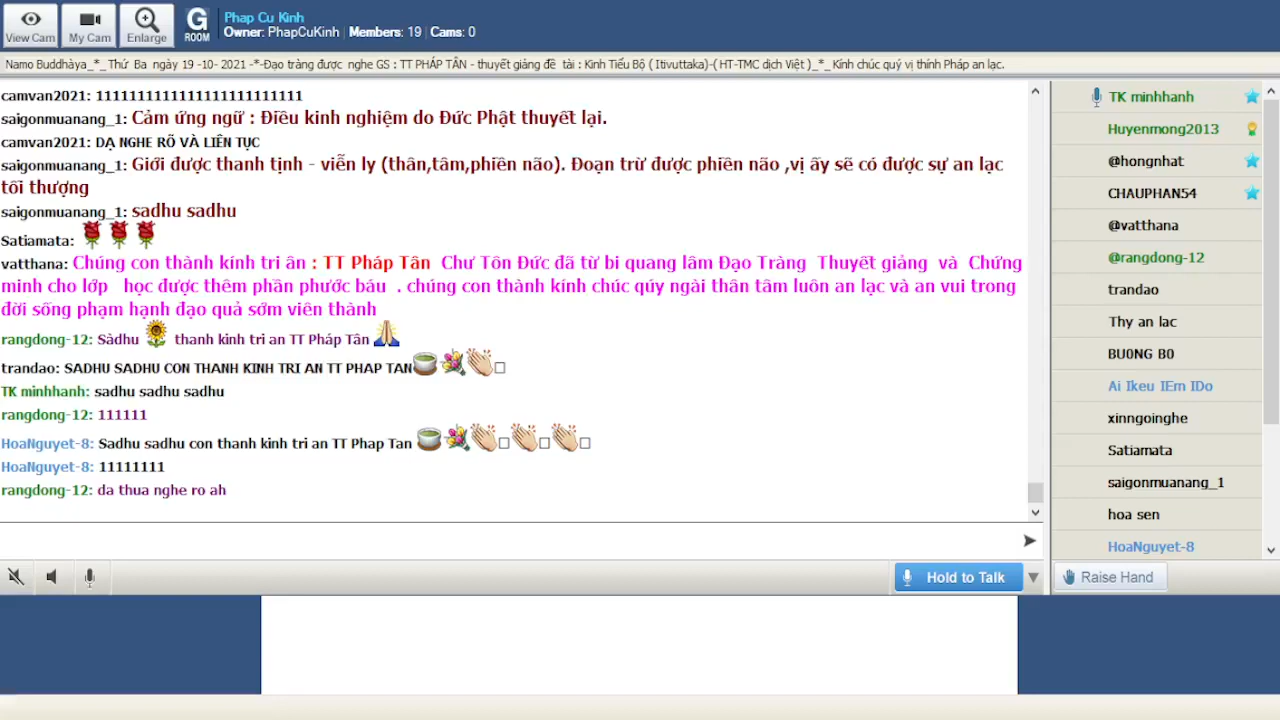 View Cam
My Cam
Enlarge
G
ROOM
Phap Cu Kinh
Owner: PhapCuKinh | Members: 19 | Cams: 0
Namo Buddhàya_*_Thứ Ba ngày 19 -10- 2021 -*-Đạo tràng được nghe GS : TT PHÁP TÂN - thuyết giảng đề tài : Kinh Tiểu Bộ ( Itivuttaka)-( HT-TMC dịch Việt )_*_Kính chúc quý vị thính Pháp an lạc.
camvan2021: 11111111111111111111111111
saigonmuanang_1: Cảm ứng ngữ : Điều kinh nghiệm do Đức Phật thuyết lại.
camvan2021: DẠ NGHE RÕ VÀ LIÊN TỤC
saigonmuanang_1: Giới được thanh tịnh - viễn ly (thân,tâm,phiền não). Đoạn trừ được phiền não ,vị ấy sẽ có được sự an lạc
tối thượng
saigonmuanang_1: sadhu sadhu
Satiamata:
vatthana: Chúng con thành kính tri ân : TT Pháp Tân Chư Tôn Đức đã từ bi quang lâm Đạo Tràng Thuyết giảng và Chứng
minh cho lớp học được thêm phần phước báu . chúng con thành kính chúc qúy ngài thân tâm luôn an lạc và an vui trong
đời sống phạm hạnh đạo quả sớm viên thành
rangdong-12: Sàdhu thanh kinh tri an TT Pháp Tân
trandao: SADHU SADHU CON THANH KINH TRI AN TT PHAP TAN
TK minhhanh: sadhu sadhu sadhu
rangdong-12: 111111
HoaNguyet-8: Sadhu sadhu con thanh kinh tri an TT Phap Tan
HoaNguyet-8: 11111111
rangdong-12: da thua nghe ro ah
Hold to Talk
TK minhhanh
Huyenmong2013
@hongnhat
CHAUPHAN54
@vatthana
@rangdong-12
trandao
Thy an lac
BU0NG B0
Ai Ikeu IEm IDo
xinngoinghe
Satiamata
saigonmuanang_1
hoa sen
HoaNguyet-8
Raise Hand